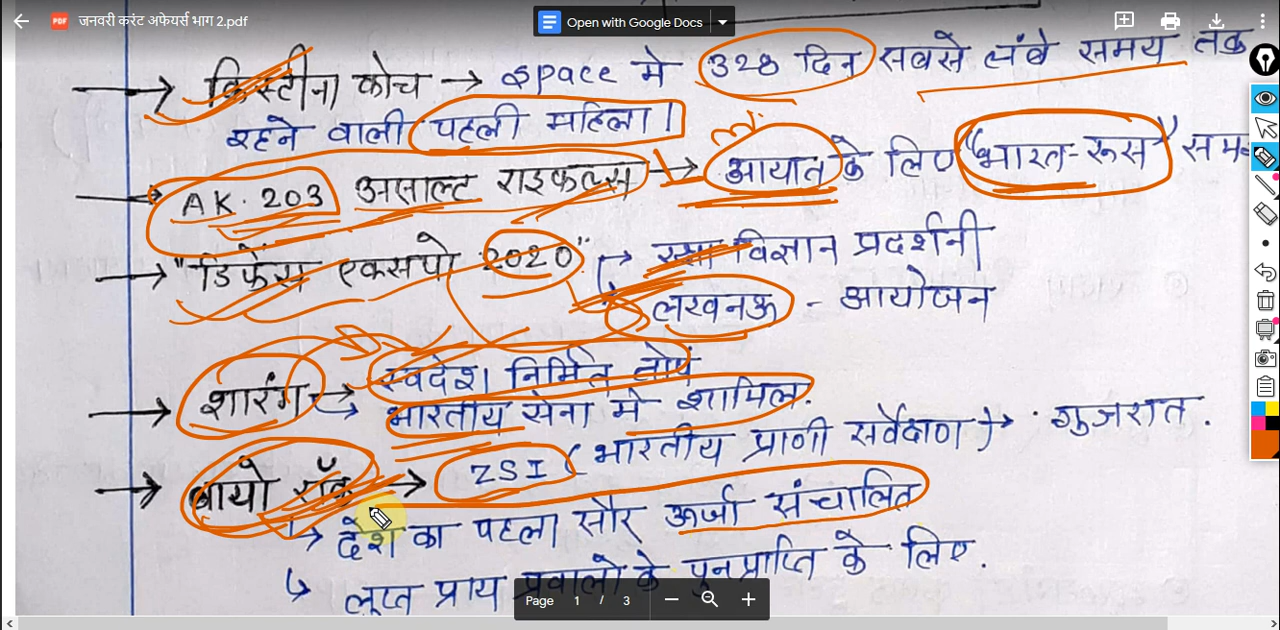 जनवरी करंट अफेयर्स भाग 2.pdf
Open with Google Docs
क्रिस्टीना कोच → space मे 328 दिन सबसे लंबे समय तक
रहने वाली पहली महिला।
AK. 203 असाल्ट राइफल्स → आयात के लिए "भारत-रूस" सम
→ "डिफेंस एक्सपो 2020" → रक्षा विज्ञान प्रदर्शनी
लखनऊ - आयोजन
→ शारंग → स्वदेश। निर्मित तोपें
भारतीय सेना मे शामिल.
→ बायो रॉक → ZSI (भारतीय प्राणी सर्वेक्षण) → गुजरात.
→ देश का पहला सौर ऊर्जा संचालित
लुप्त प्राय प्रवालो के पुनप्राप्ति के लिए.
Page 1 / 3